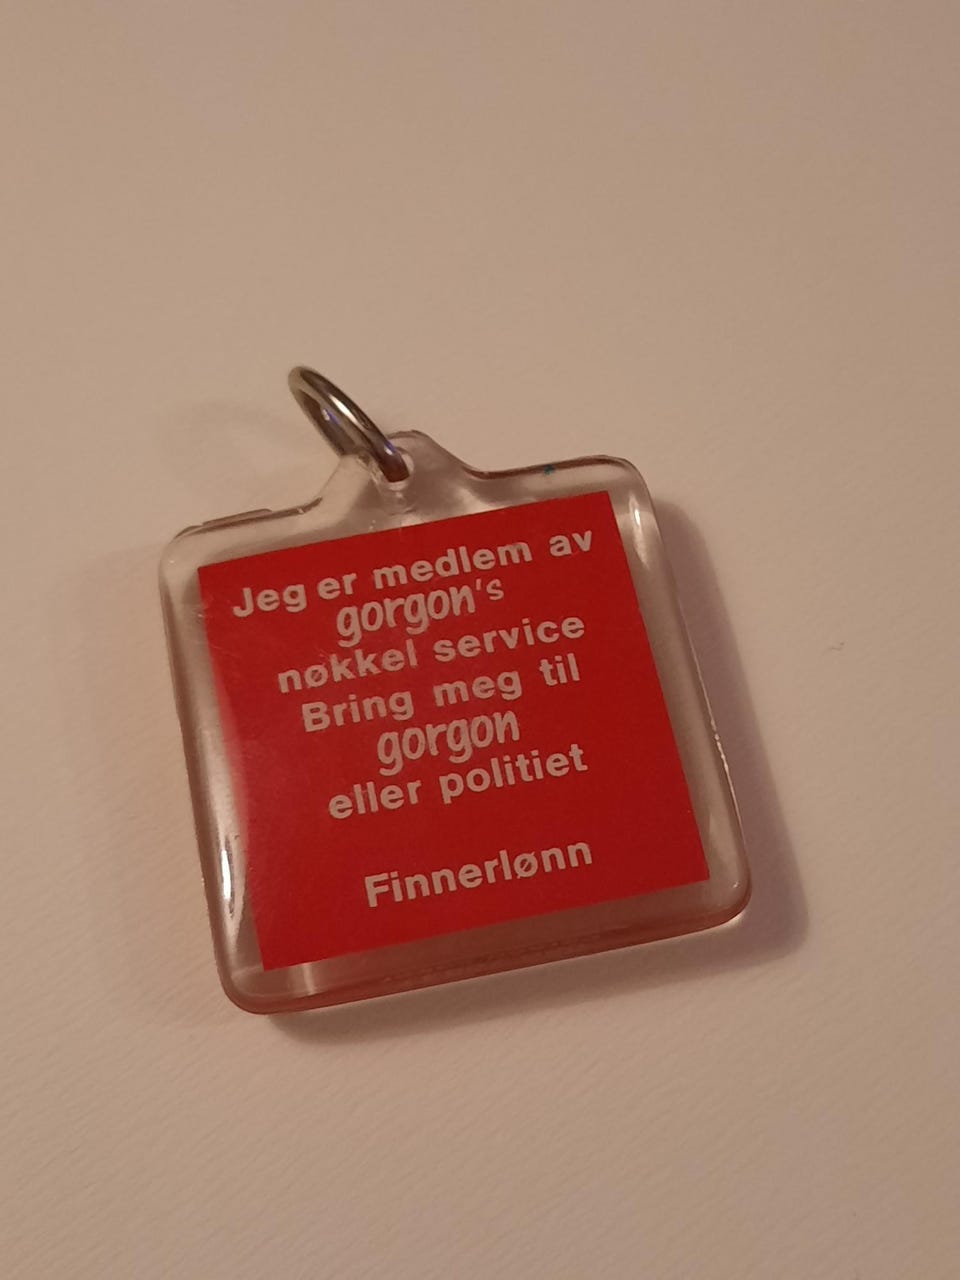 Jeg er medlem av
gorgon's
nøkkel service
Bring meg til
gorgon
eller politiet
Finnerlønn